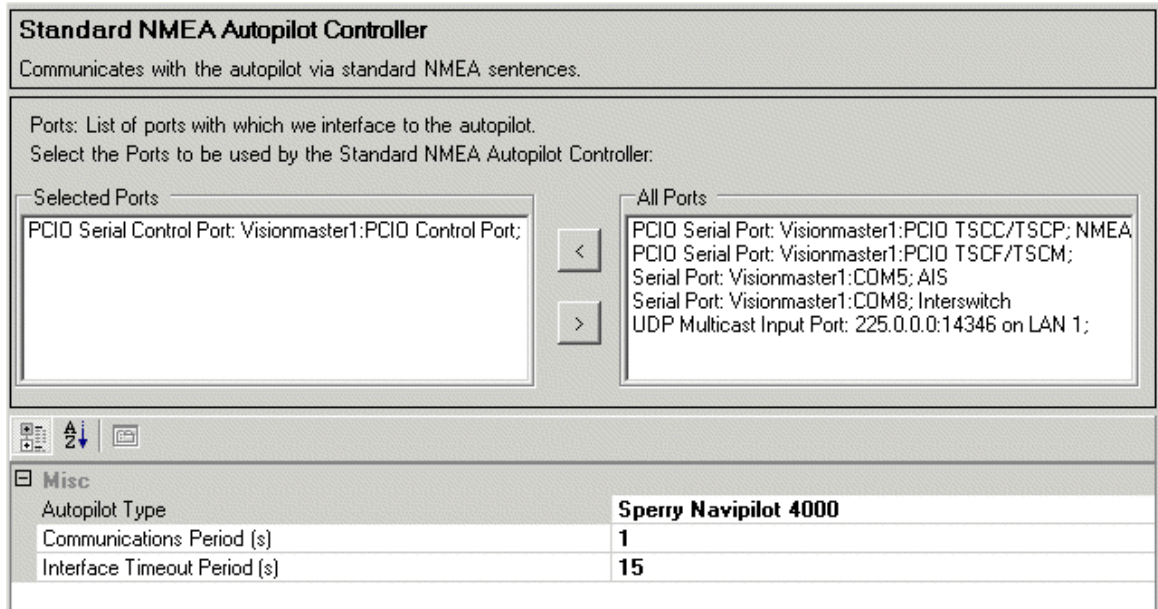 Standard NMEA Autopilot Controller
Communicates with the autopilot via standard NMEA sentences.
Ports: List of ports with which we interface to the autopilot.
Select the Ports to be used by the Standard NMEA Autopilot Controller:
Selected Ports
PCIO Serial Control Port: Visionmaster1:PCIO Control Port;
<
>
All Ports
PCIO Serial Port: Visionmaster1:PCIO TSCC/TSCP; NMEA
PCIO Serial Port: Visionmaster1:PCIO TSCF/TSCM;
Serial Port: Visionmaster1:COM5; AIS
Serial Port: Visionmaster1:COM8; Interswitch
UDP Multicast Input Port: 225.0.0.0:14346 on LAN 1;
Misc
Autopilot Type Sperry Navipilot 4000
Communications Period (s) 1
Interface Timeout Period (s) 15